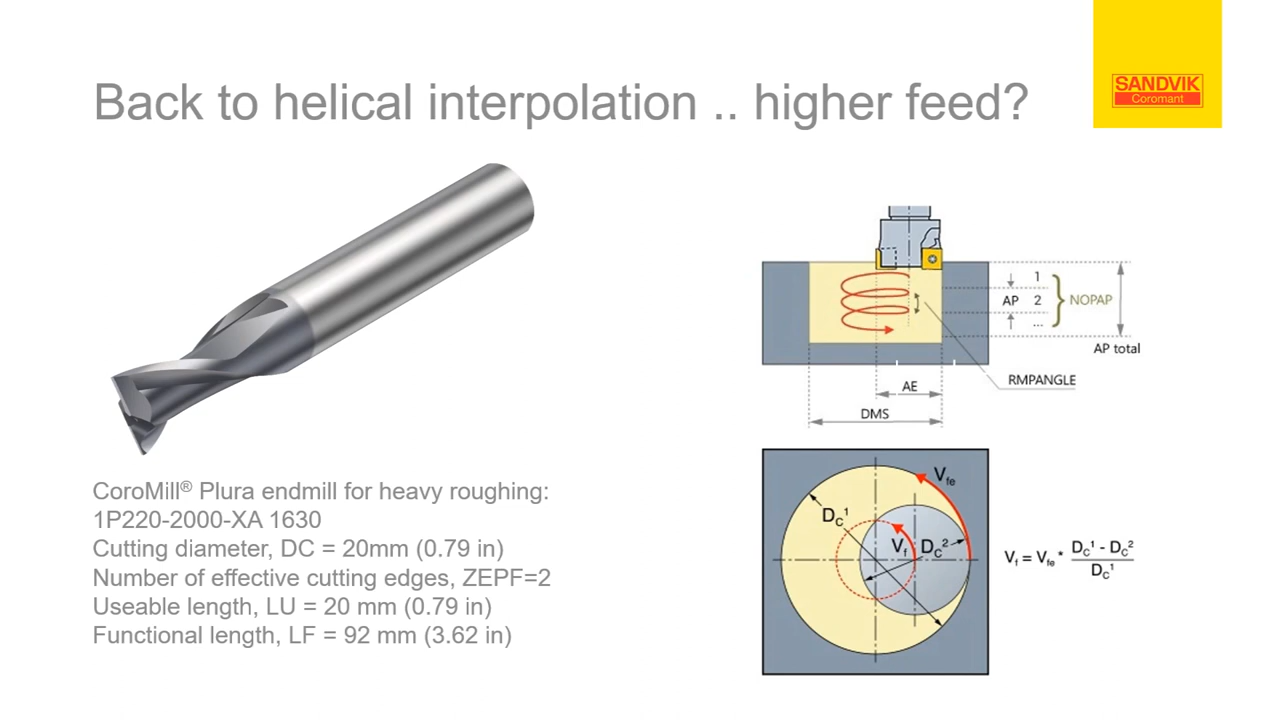 Back to helical interpolation .. higher feed?
SANDVIK
Coromant
CoroMill® Plura endmill for heavy roughing:
1P220-2000-XA 1630
Cutting diameter, DC = 20mm (0.79 in)
Number of effective cutting edges, ZEPF=2
Useable length, LU = 20 mm (0.79 in)
Functional length, LF = 92 mm (3.62 in)
1
AP 2 NOPAP
...
AP total
RMPANGLE
AE
DMS
Vfe
Dc¹
Vf Dc²
Vf = Vfe * Dc¹ - Dc²
Dc¹